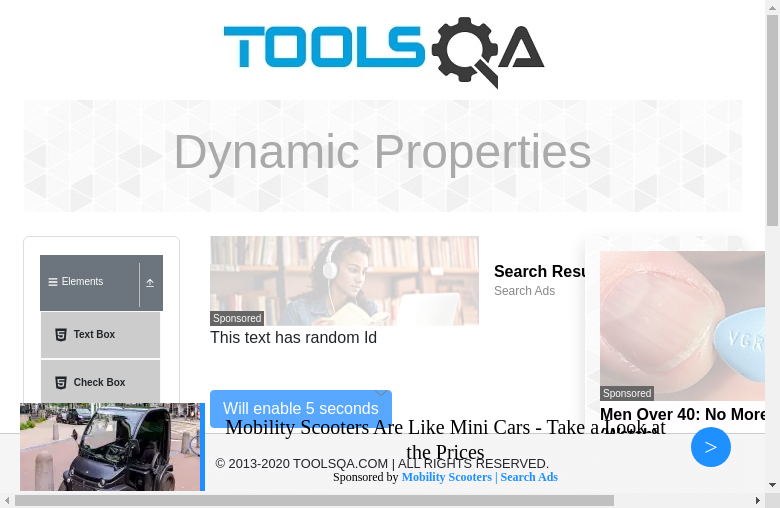 TOOLSQA
Dynamic Properties
Elements
Text Box
Check Box
Sponsored
This text has random Id
Will enable 5 seconds
Search Resu
Search Ads
Sponsored
VGR
Men Over 40: No More
Mobility Scooters Are Like Mini Cars - Take a Look at
the Prices
>
© 2013-2020 TOOLSQA.COM | ALL RIGHTS RESERVED.
Sponsored by Mobility Scooters | Search Ads